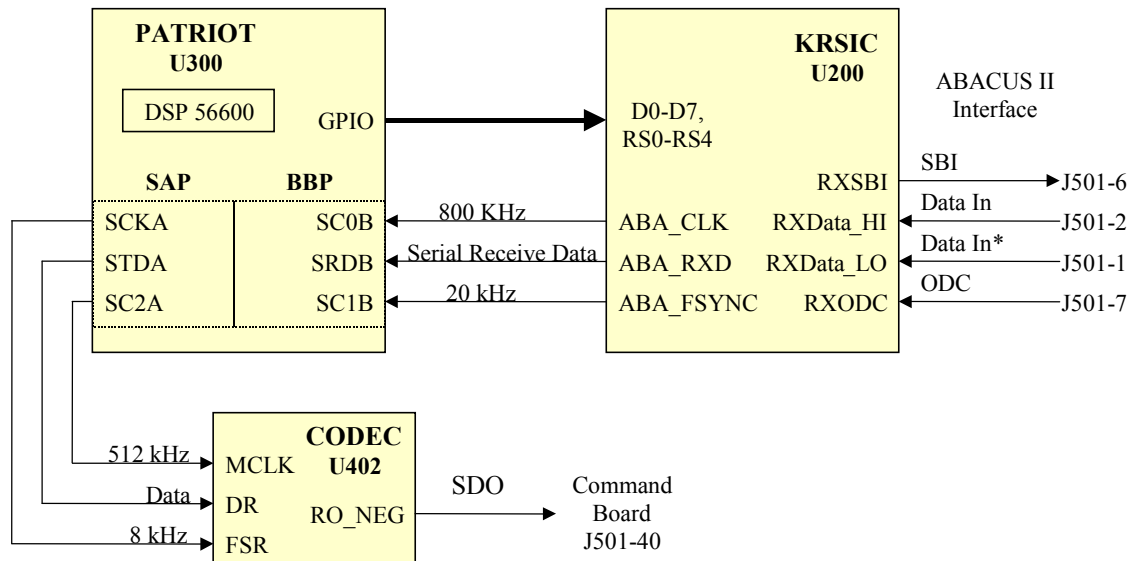 PATRIOT
U300
DSP 56600
GPIO
SAP
BBP
SCKA
STDA
SC2A
SC0B
SRDB
SC1B
800 KHz
Serial Receive Data
20 kHz
KRSIC
U200
D0-D7,
RS0-RS4
ABA_CLK
ABA_RXD
ABA_FSYNC
RXSBI
RXData_HI
RXData_LO
RXODC
ABACUS II
Interface
SBI
J501-6
Data In
J501-2
Data In*
J501-1
ODC
J501-7
512 kHz
Data
8 kHz
CODEC
U402
MCLK
DR
FSR
RO_NEG
SDO
Command
Board
J501-40